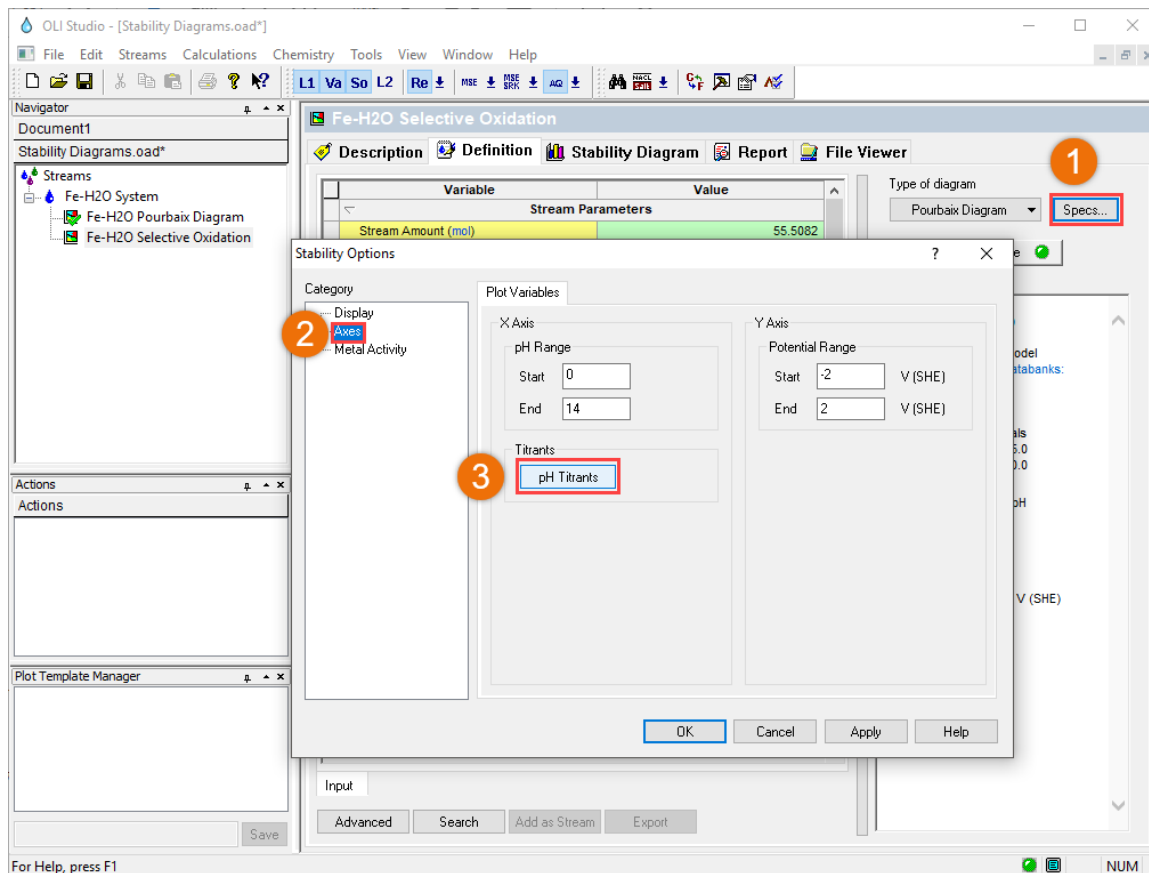 OLI Studio - [Stability Diagrams.oad*]
File Edit Streams Calculations Chemistry Tools View Window Help
L1 Va So L2 Re MSE MSE SRK AQ
Navigator
Document1
Stability Diagrams.oad*
Streams
Fe-H2O System
Fe-H2O Pourbaix Diagram
Fe-H2O Selective Oxidation
Actions
Actions
Plot Template Manager
Save
Fe-H2O Selective Oxidation
Description Definition Stability Diagram Report File Viewer
Variable Value
Stream Parameters
Stream Amount (mol) 55.5082
Type of diagram
1
Pourbaix Diagram Specs...
e
odel
atabanks:
als
5.0
0.0
pH
V (SHE)
Stability Options ?
Category
Display
2
Axes
Metal Activity
Plot Variables
X Axis
pH Range
Start 0
End 14
Titrants
3
pH Titrants
Y Axis
Potential Range
Start -2 V (SHE)
End 2 V (SHE)
OK Cancel Apply Help
Input
Advanced Search Add as Stream Export
For Help, press F1
NUM